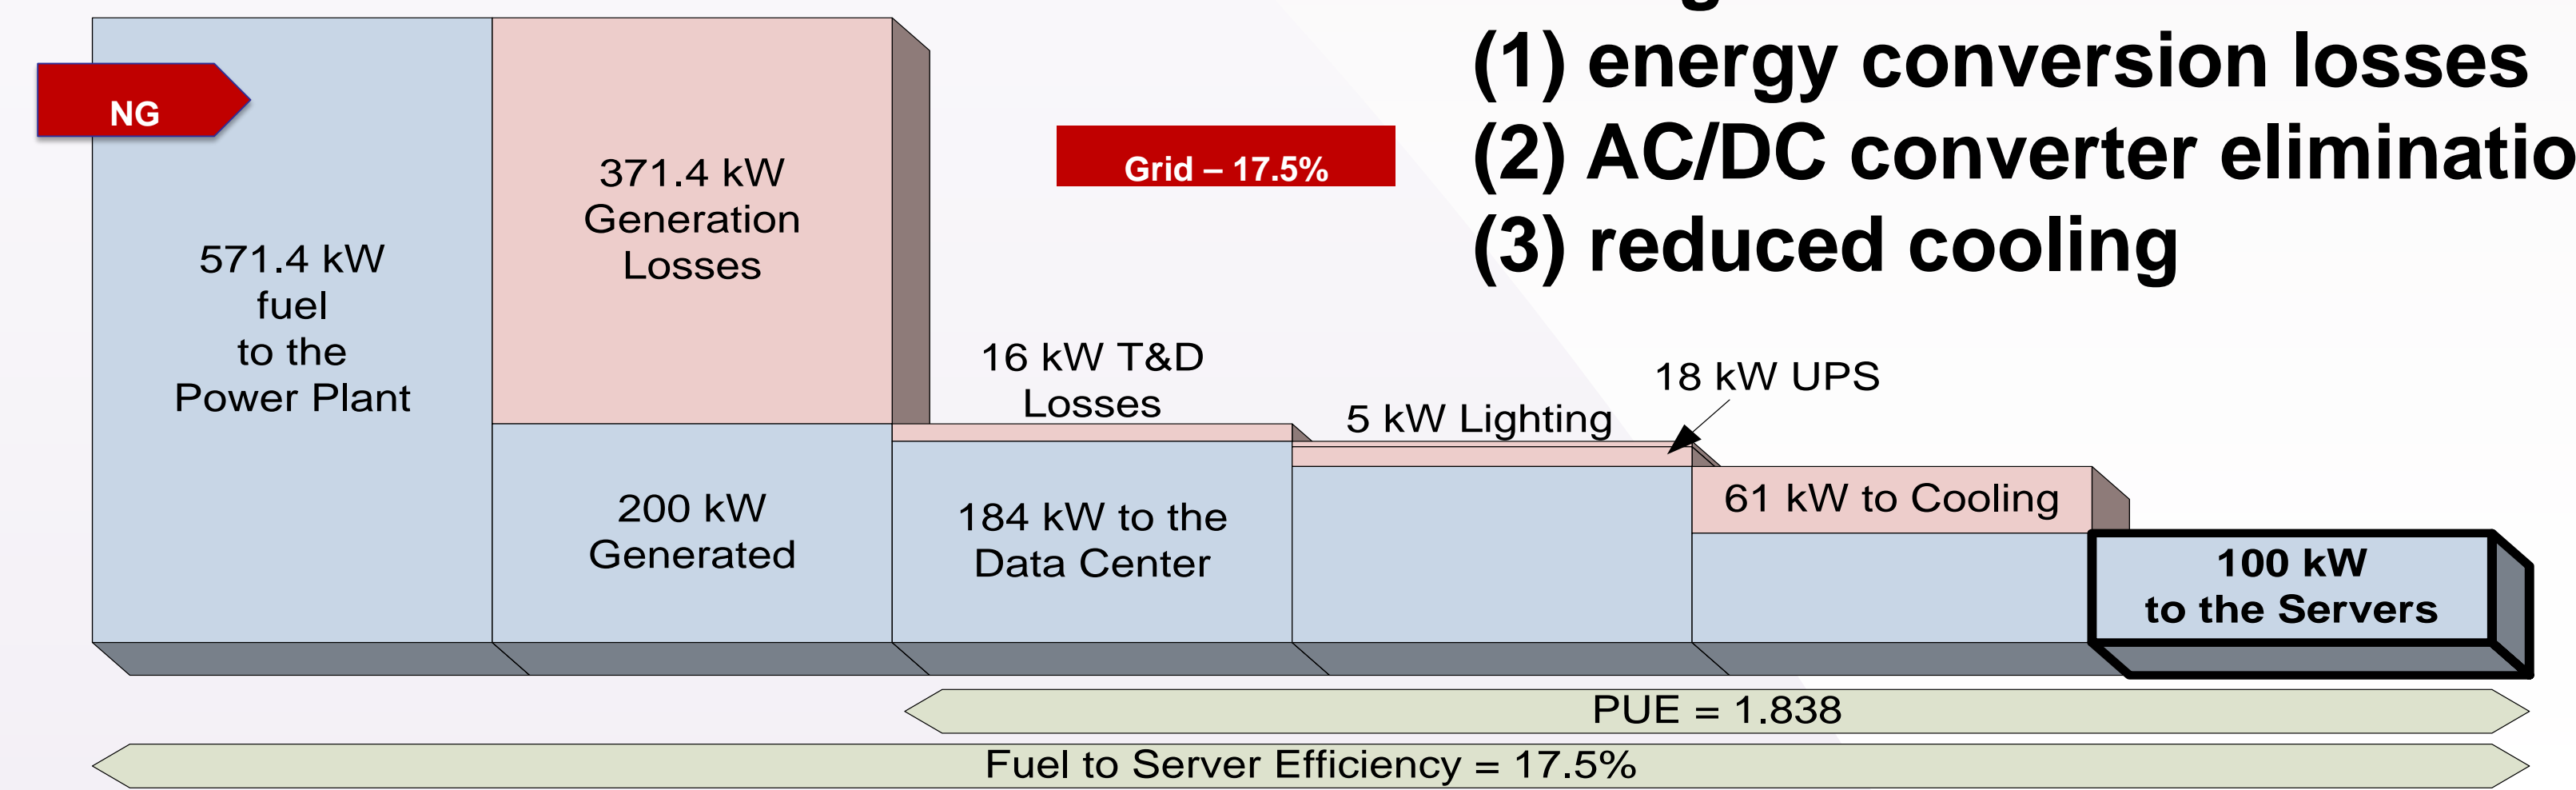 (1) energy conversion losses
(2) AC/DC converter eliminatio
(3) reduced cooling
NG
Grid – 17.5%
571.4 kW
fuel
to the
Power Plant
371.4 kW
Generation
Losses
200 kW
Generated
16 kW T&D
Losses
184 kW to the
Data Center
5 kW Lighting
18 kW UPS
61 kW to Cooling
100 kW
to the Servers
PUE = 1.838
Fuel to Server Efficiency = 17.5%